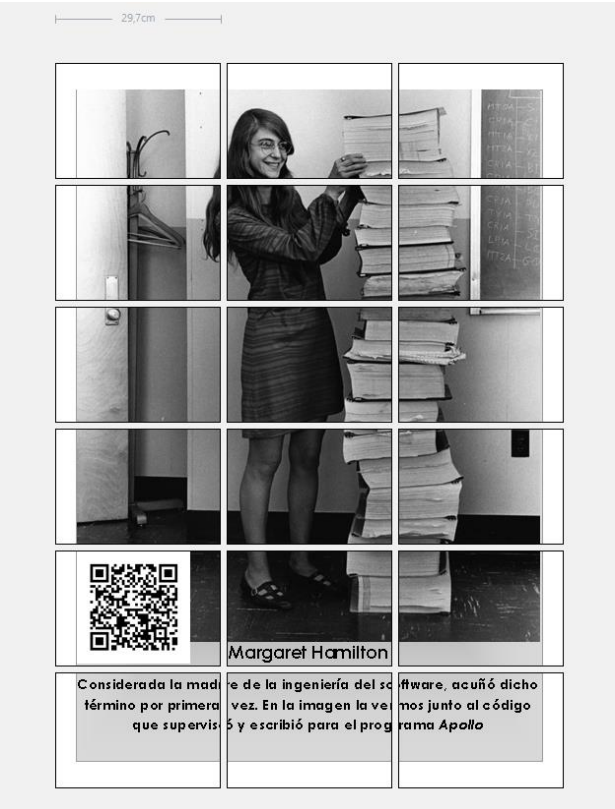 29,7cm
Margaret Hamilton
Considerada la madre de la ingeniería del software, acuñó dicho
término por primera vez. En la imagen la vemos junto al código
que supervisó y escribió para el programa Apollo